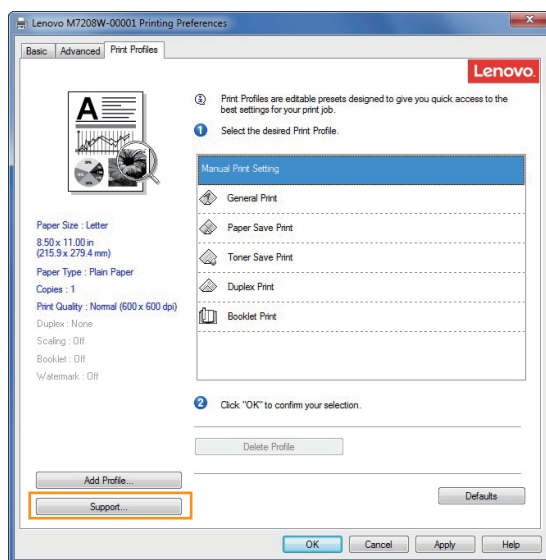 Lenovo M7208W-00001 Printing Preferences
Basic Advanced Print Profiles
Lenovo
Print Profiles are editable presets designed to give you quick access to the
best settings for your print job.
1 Select the desired Print Profile.
A
Manual Print Setting
General Print
Paper Save Print
Toner Save Print
Duplex Print
Booklet Print
Paper Size : Letter
8.50 x 11.00 in
(215.9 x 279.4 mm)
Paper Type : Plain Paper
Copies : 1
Print Quality : Normal (600 x 600 dpi)
Duplex : None
Scaling : Off
Booklet : Off
Watermark : Off
2 Click "OK" to confirm your selection.
Delete Profile
Add Profile...
Support...
Defaults
OK Cancel Apply Help